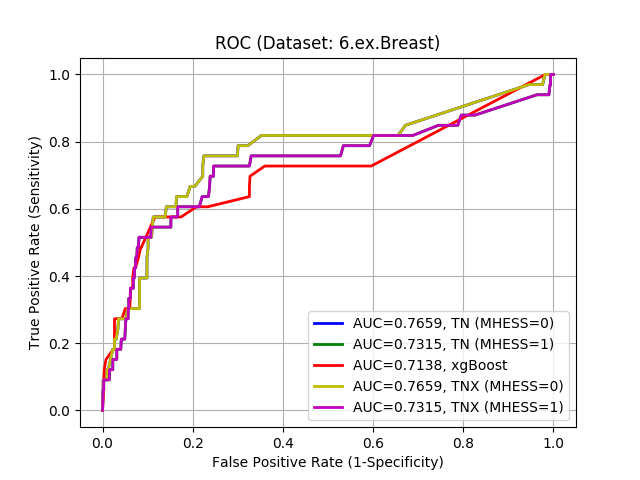 ROC (Dataset: 6.ex.Breast)
1.0
0.8
0.6
0.4
0.2
0.0
True Positive Rate (Sensitivity)
AUC=0.7659, TN (MHESS=0)
AUC=0.7315, TN (MHESS=1)
AUC=0.7138, xgBoost
AUC=0.7659, TNX (MHESS=0)
AUC=0.7315, TNX (MHESS=1)
0.0 0.2 0.4 0.6 0.8 1.0
False Positive Rate (1-Specificity)